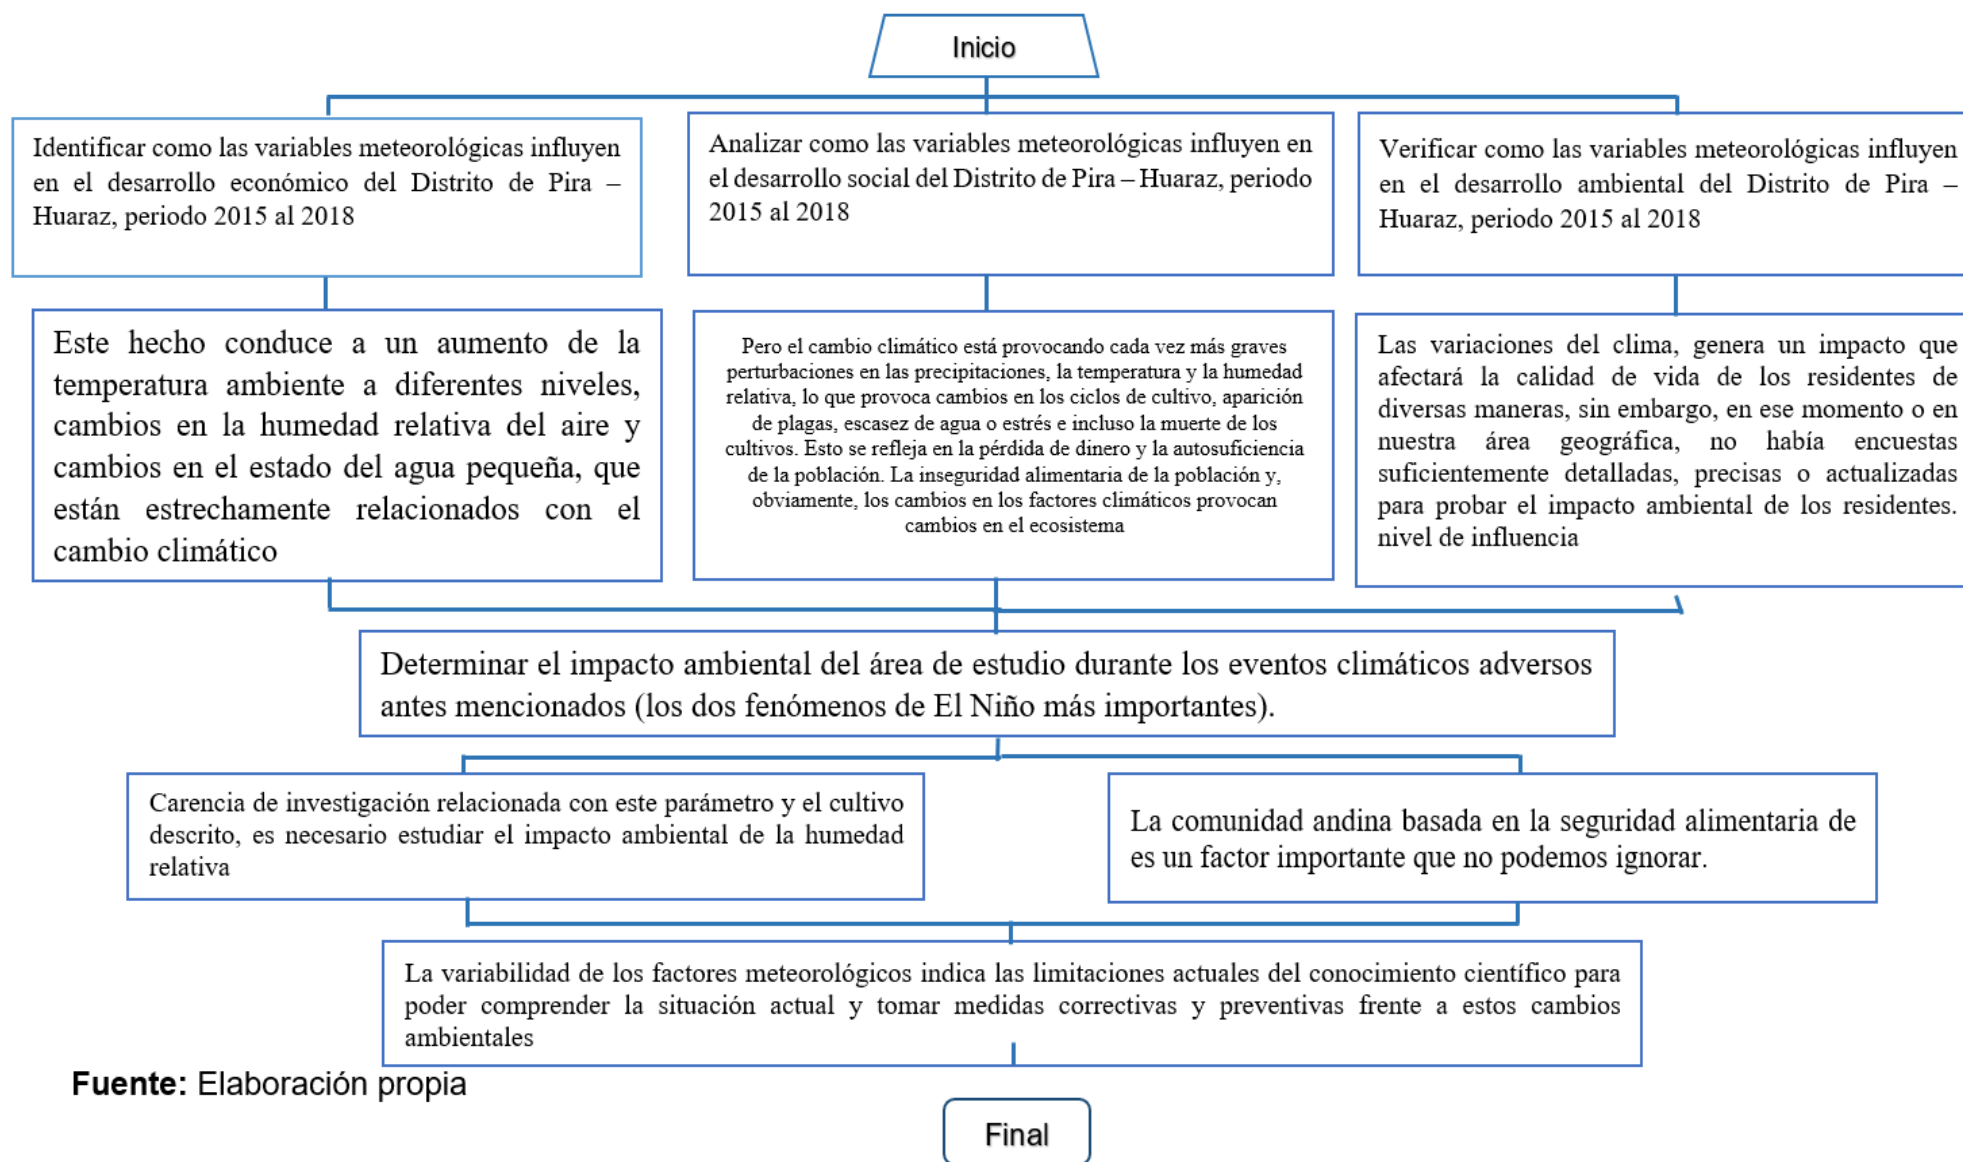 Inicio
Identificar como las variables meteorológicas influyen
en el desarrollo económico del Distrito de Pira –
Huaraz, periodo 2015 al 2018
Analizar como las variables meteorológicas influyen en
el desarrollo social del Distrito de Pira – Huaraz, periodo
2015 al 2018
Verificar como las variables meteorológicas influyen
en el desarrollo ambiental del Distrito de Pira –
Huaraz, periodo 2015 al 2018
Este hecho conduce a un aumento de la
temperatura ambiente a diferentes niveles,
cambios en la humedad relativa del aire y
cambios en el estado del agua pequeña, que
están estrechamente relacionados con el
cambio climático
Pero el cambio climático está provocando cada vez más graves
perturbaciones en las precipitaciones, la temperatura y la humedad
relativa, lo que provoca cambios en los ciclos de cultivo, aparición
de plagas, escasez de agua o estrés e incluso la muerte de los
cultivos. Esto se refleja en la pérdida de dinero y la autosuficiencia
de la población. La inseguridad alimentaria de la población y,
obviamente, los cambios en los factores climáticos provocan
cambios en el ecosistema
Las variaciones del clima, genera un impacto que
afectará la calidad de vida de los residentes de
diversas maneras, sin embargo, en ese momento o en
nuestra área geográfica, no había encuestas
suficientemente detalladas, precisas o actualizadas
para probar el impacto ambiental de los residentes.
nivel de influencia
Determinar el impacto ambiental del área de estudio durante los eventos climáticos adversos
antes mencionados (los dos fenómenos de El Niño más importantes).
Carencia de investigación relacionada con este parámetro y el cultivo
descrito, es necesario estudiar el impacto ambiental de la humedad
relativa
La comunidad andina basada en la seguridad alimentaria de
es un factor importante que no podemos ignorar.
La variabilidad de los factores meteorológicos indica las limitaciones actuales del conocimiento científico para
poder comprender la situación actual y tomar medidas correctivas y preventivas frente a estos cambios
ambientales
Fuente: Elaboración propia
Final